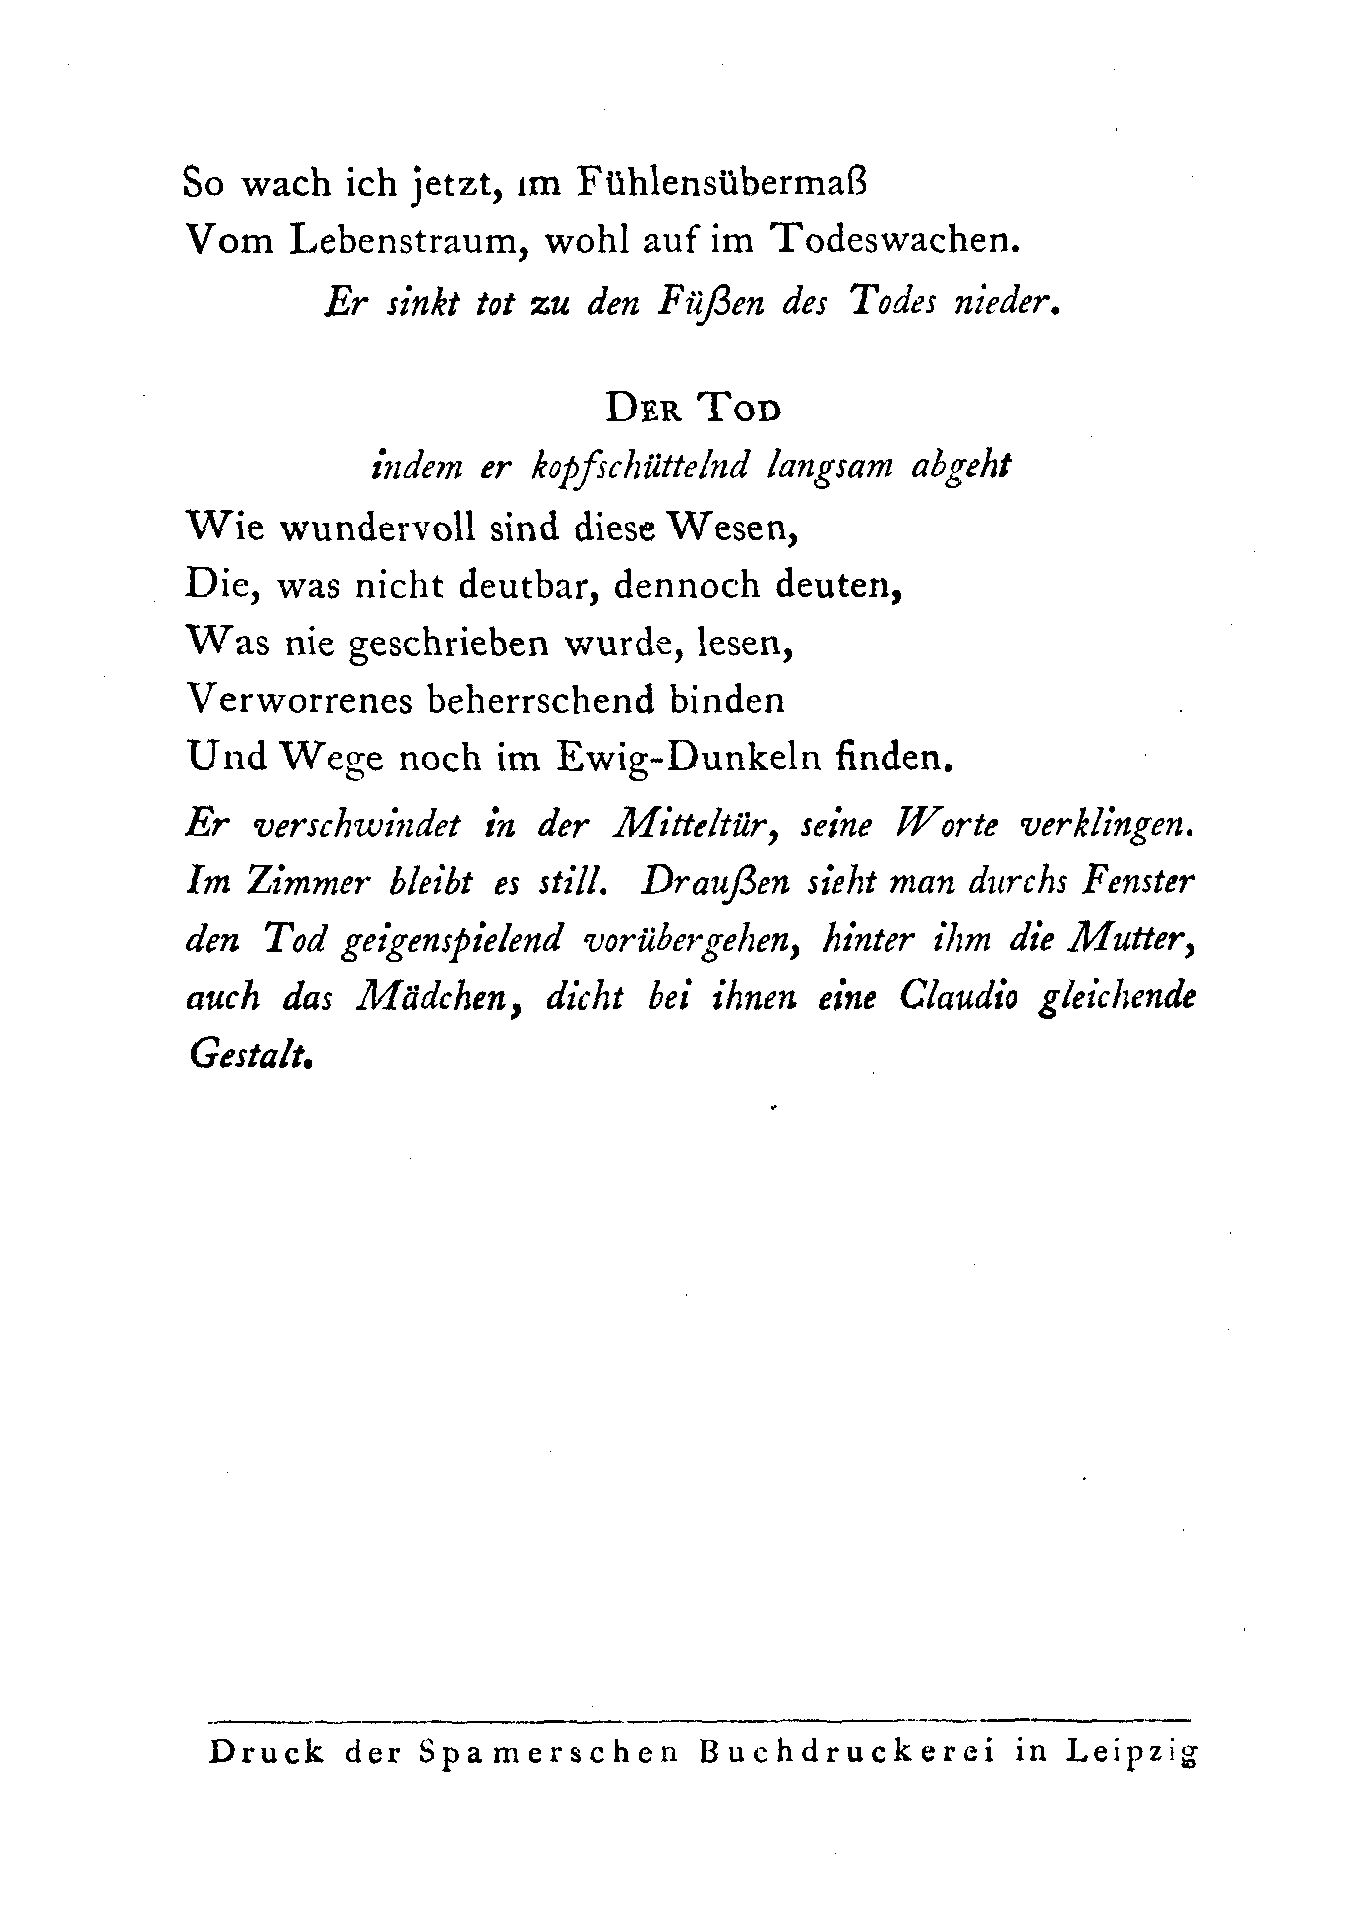 So wach ich jetzt, im Fühlensübermaß
Vom Lebenstraum, wohl auf im Todeswachen.
Er sinkt tot zu den Füßen des Todes nieder.
DER TOD
indem er kopfschüttelnd langsam abgeht
Wie wundervoll sind diese Wesen,
Die, was nicht deutbar, dennoch deuten,
Was nie geschrieben wurde, lesen,
Verworrenes beherrschend binden
Und Wege noch im Ewig-Dunkeln finden.
Er verschwindet in der Mitteltür, seine Worte verklingen.
Im Zimmer bleibt es still. Draußen sieht man durchs Fenster
den Tod geigenspielend vorübergehen, hinter ihm die Mutter,
auch das Mädchen, dicht bei ihnen eine Claudio gleichende
Gestalt.
Druck der Spamerschen Buchdruckerei in Leipzig